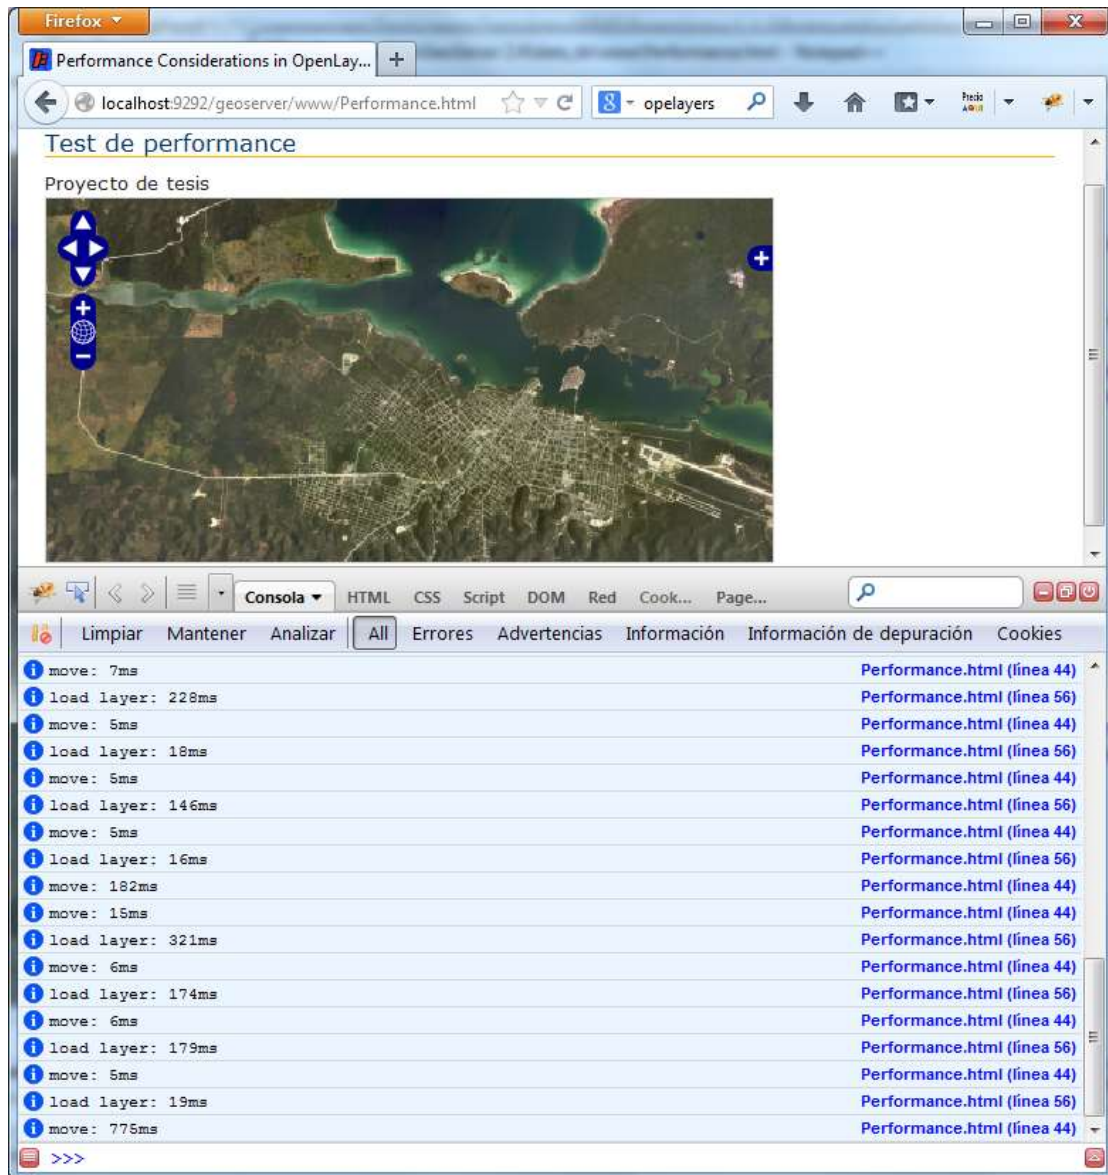 Firefox
Performance Considerations in OpenLay...
localhost:9292/geoserver/www/Performance.html
opelayers
Precio AQUI
Test de performance
Proyecto de tesis
Consola HTML CSS Script DOM Red Cook... Page...
Limpiar Mantener Analizar All Errores Advertencias Información Información de depuración Cookies
move: 7ms Performance.html (línea 44)
load layer: 228ms Performance.html (línea 56)
move: 5ms Performance.html (línea 44)
load layer: 18ms Performance.html (línea 56)
move: 5ms Performance.html (línea 44)
load layer: 146ms Performance.html (línea 56)
move: 5ms Performance.html (línea 44)
load layer: 16ms Performance.html (línea 56)
move: 182ms Performance.html (línea 44)
move: 15ms Performance.html (línea 44)
load layer: 321ms Performance.html (línea 56)
move: 6ms Performance.html (línea 44)
load layer: 174ms Performance.html (línea 56)
move: 6ms Performance.html (línea 44)
load layer: 179ms Performance.html (línea 56)
move: 5ms Performance.html (línea 44)
load layer: 19ms Performance.html (línea 56)
move: 775ms Performance.html (línea 44)
>>>